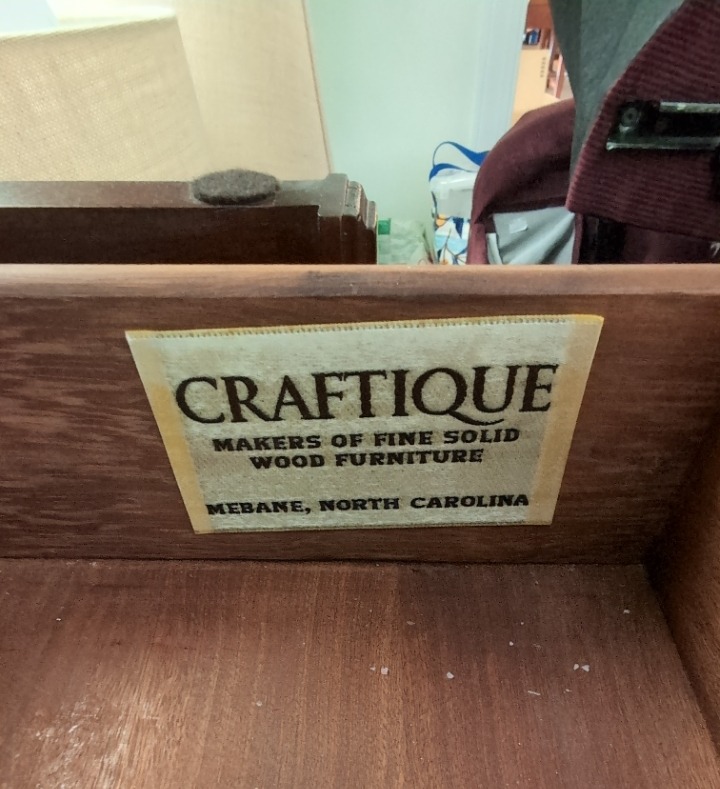 CRAFTIQUE
MAKERS OF FINE SOLID
WOOD FURNITURE
MEBANE, NORTH CAROLINA